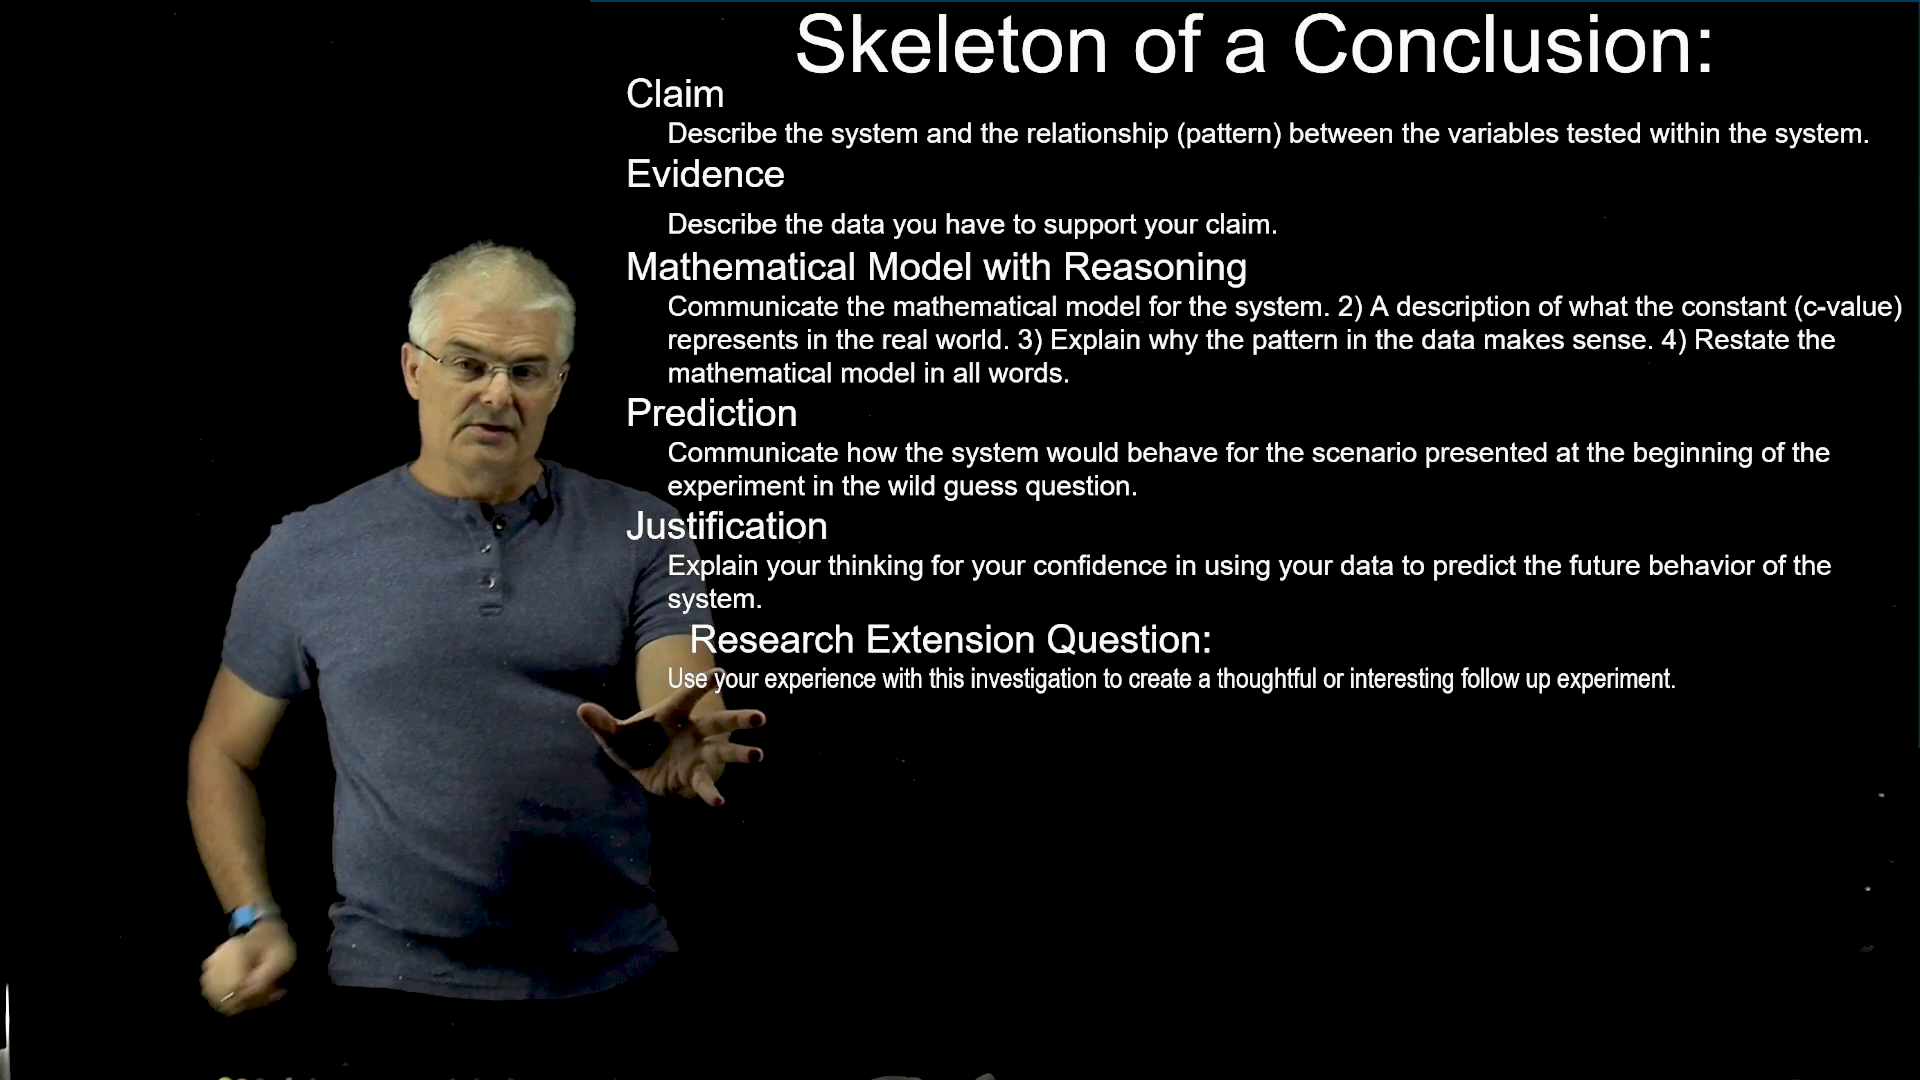 Skeleton of a Conclusion:
Claim
Describe the system and the relationship (pattern) between the variables tested within the system.
Evidence
Describe the data you have to support your claim.
Mathematical Model with Reasoning
Communicate the mathematical model for the system. 2) A description of what the constant (c-value)
represents in the real world. 3) Explain why the pattern in the data makes sense. 4) Restate the
mathematical model in all words.
Prediction
Communicate how the system would behave for the scenario presented at the beginning of the
experiment in the wild guess question.
Justification
Explain your thinking for your confidence in using your data to predict the future behavior of the
system.
Research Extension Question:
Use your experience with this investigation to create a thoughtful or interesting follow up experiment.